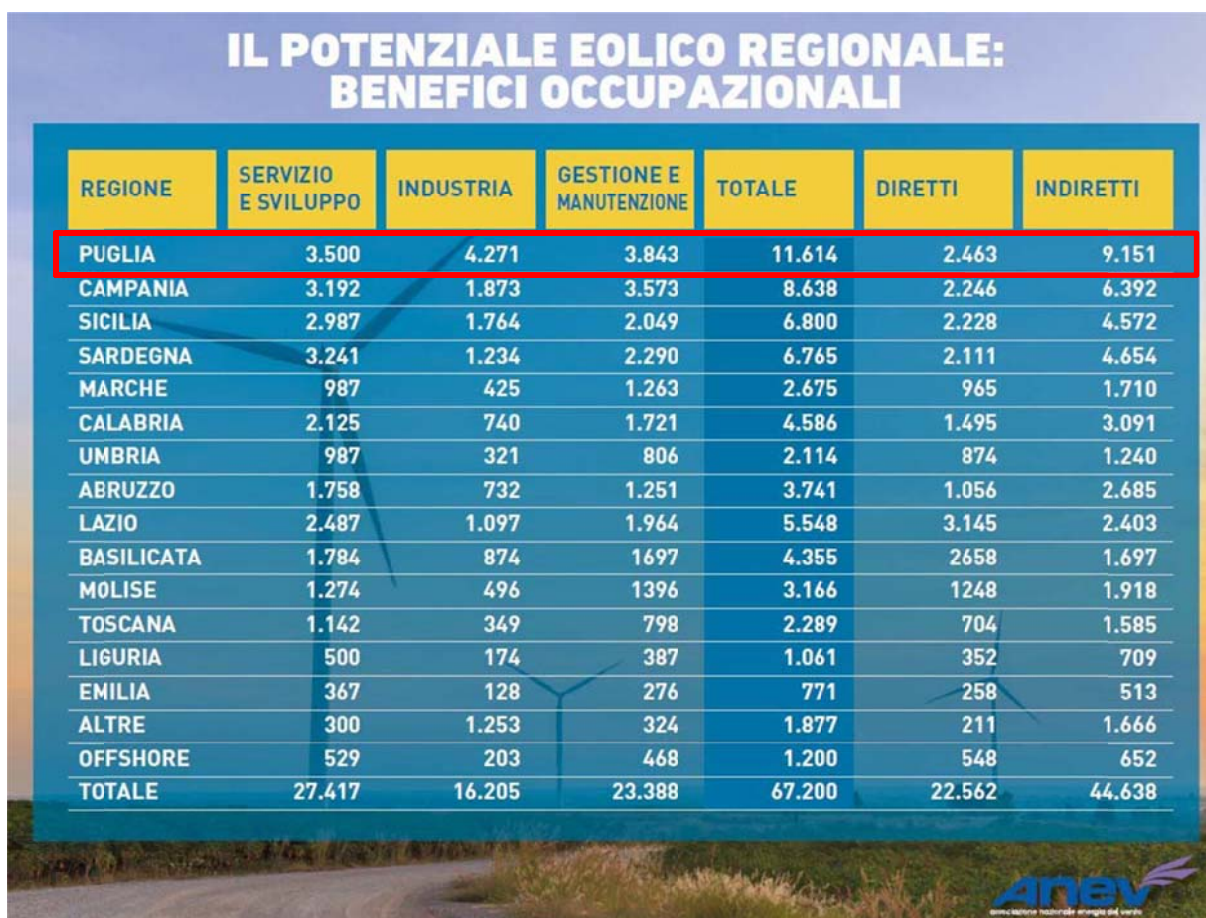 IL POTENZIALE EOLICO REGIONALE:
BENEFICI OCCUPAZIONALI
REGIONE SERVIZIO E SVILUPPO INDUSTRIA GESTIONE E MANUTENZIONE TOTALE DIRETTI INDIRETTI
PUGLIA 3.500 4.271 3.843 11.614 2.463 9.151
CAMPANIA 3.192 1.873 3.573 8.638 2.246 6.392
SICILIA 2.987 1.764 2.049 6.800 2.228 4.572
SARDEGNA 3.241 1.234 2.290 6.765 2.111 4.654
MARCHE 987 425 1.263 2.675 965 1.710
CALABRIA 2.125 740 1.721 4.586 1.495 3.091
UMBRIA 987 321 806 2.114 874 1.240
ABRUZZO 1.758 732 1.251 3.741 1.056 2.685
LAZIO 2.487 1.097 1.964 5.548 3.145 2.403
BASILICATA 1.784 874 1697 4.355 2658 1.697
MOLISE 1.274 496 1396 3.166 1248 1.918
TOSCANA 1.142 349 798 2.289 704 1.585
LIGURIA 500 174 387 1.061 352 709
EMILIA 367 128 276 771 258 513
ALTRE 300 1.253 324 1.877 211 1.666
OFFSHORE 529 203 468 1.200 548 652
TOTALE 27.417 16.205 23.388 67.200 22.562 44.638
anev
associazione nazionale energia del vento